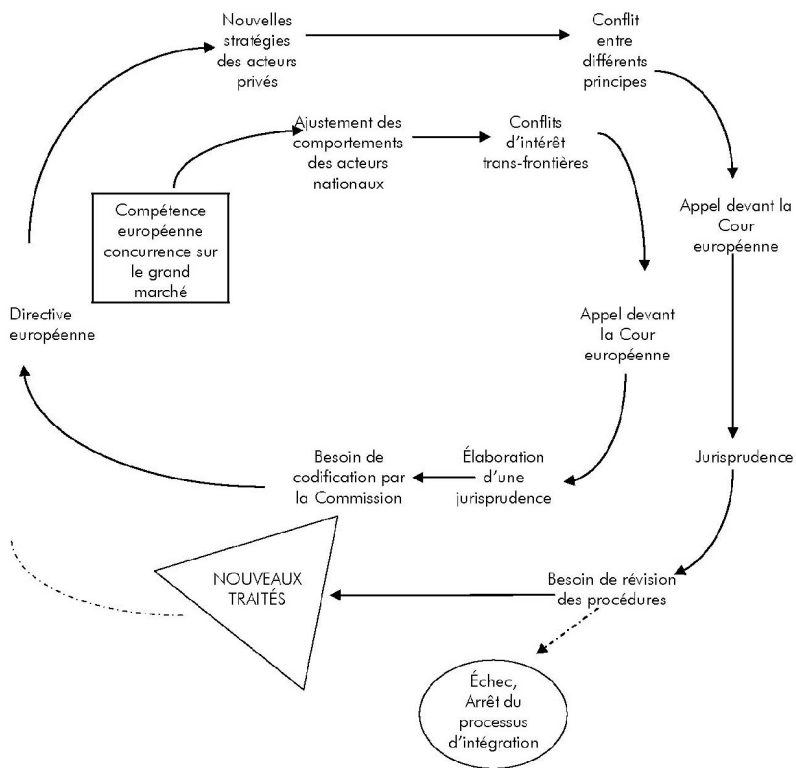 Nouvelles
stratégies
des acteurs
privés
Conflit
entre
différents
principes
Ajustement des
comportements
des acteurs
nationaux
Conflits
d'intérêt
trans-frontières
Compétence
européenne
concurrence sur
le grand
marché
Appel devant la
Cour
européenne
Directive
européenne
Appel devant
la Cour
européenne
Besoin de
codification par
la Commission
Élaboration
d'une
jurisprudence
Jurisprudence
NOUVEAUX
TRAITÉS
Besoin de révision
des procédures
Échec,
Arrêt du
processus
d'intégration